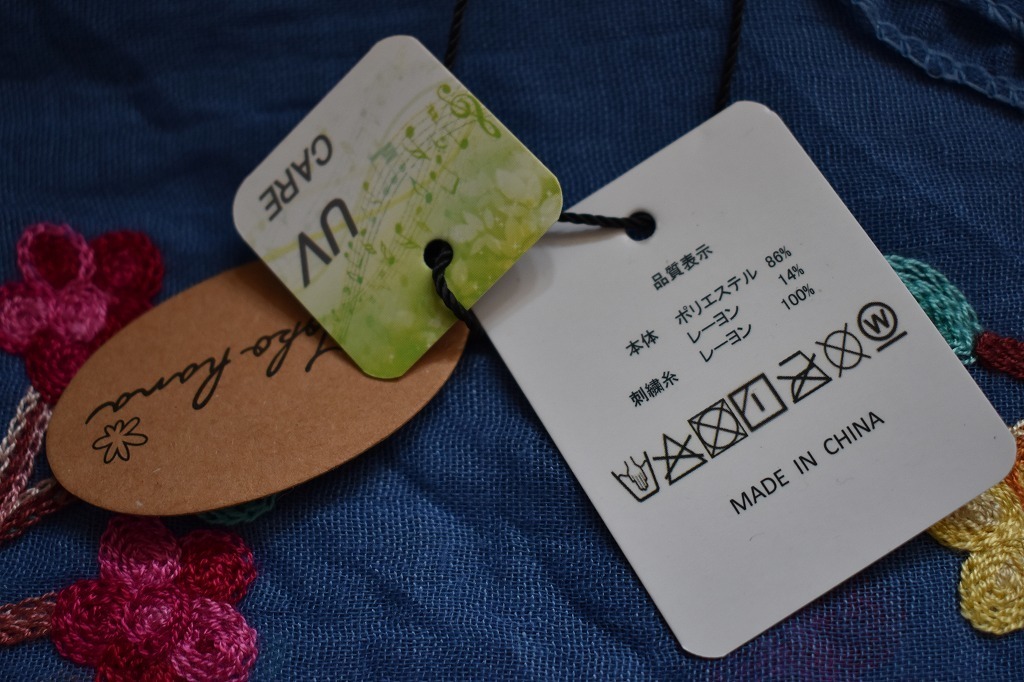 UV
CARE
hana
品質表示
本体 ポリエステル 86%
レーヨン 14%
刺繍糸 レーヨン 100%
W
MADE IN CHINA